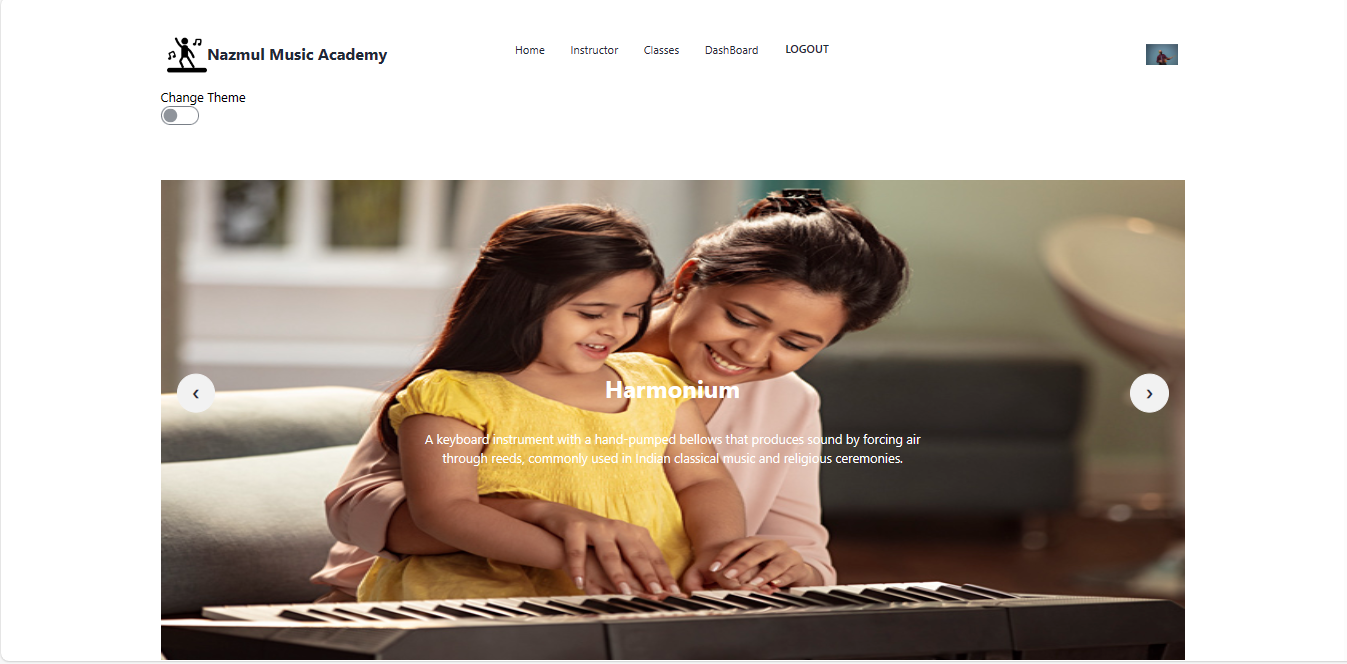 Nazmul Music Academy
Home Instructor Classes DashBoard LOGOUT
Change Theme
Harmonium
A keyboard instrument with a hand-pumped bellows that produces sound by forcing air
through reeds, commonly used in Indian classical music and religious ceremonies.